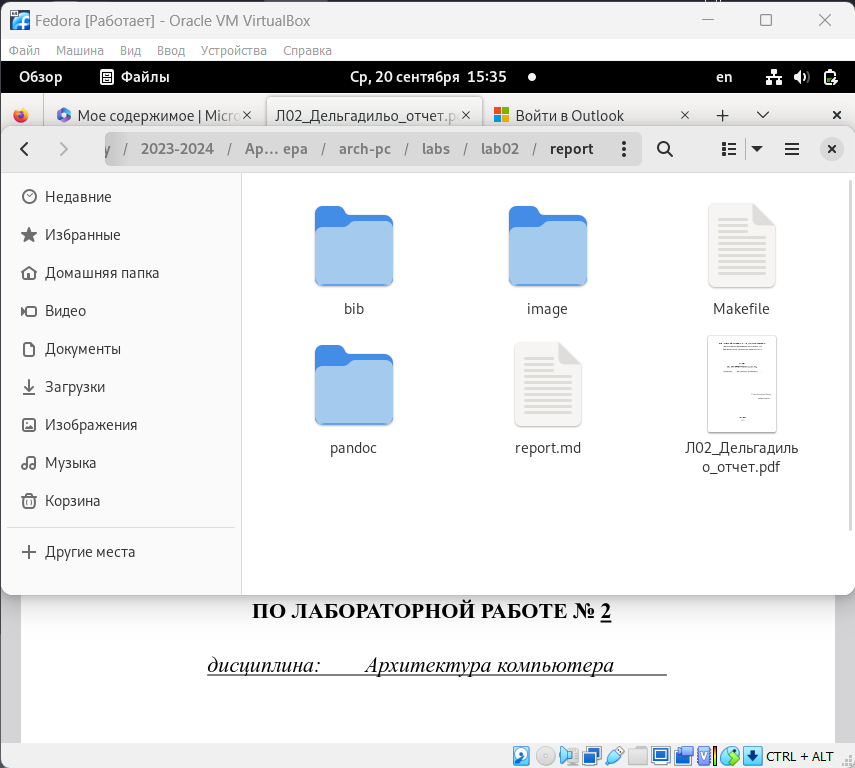 Fedora [Работает] - Oracle VM VirtualBox
Файл Машина Вид Ввод Устройства Справка
Обзор Файлы Ср, 20 сентября 15:35 en
Мое содержимое | Micro Л02_Дельгадильо_отчет.p Войти в Outlook
y / 2023-2024 / Ар… ера / arch-pc / labs / lab02 / report
Недавние
Избранные
Домашняя папка
Видео
Документы
Загрузки
Изображения
Музыка
Корзина
Другие места
bib image Makefile
pandoc report.md Л02_Дельгадиль
о_отчет.pdf
ПО ЛАБОРАТОРНОЙ РАБОТЕ № 2
дисциплина: Архитектура компьютера
CTRL + ALT